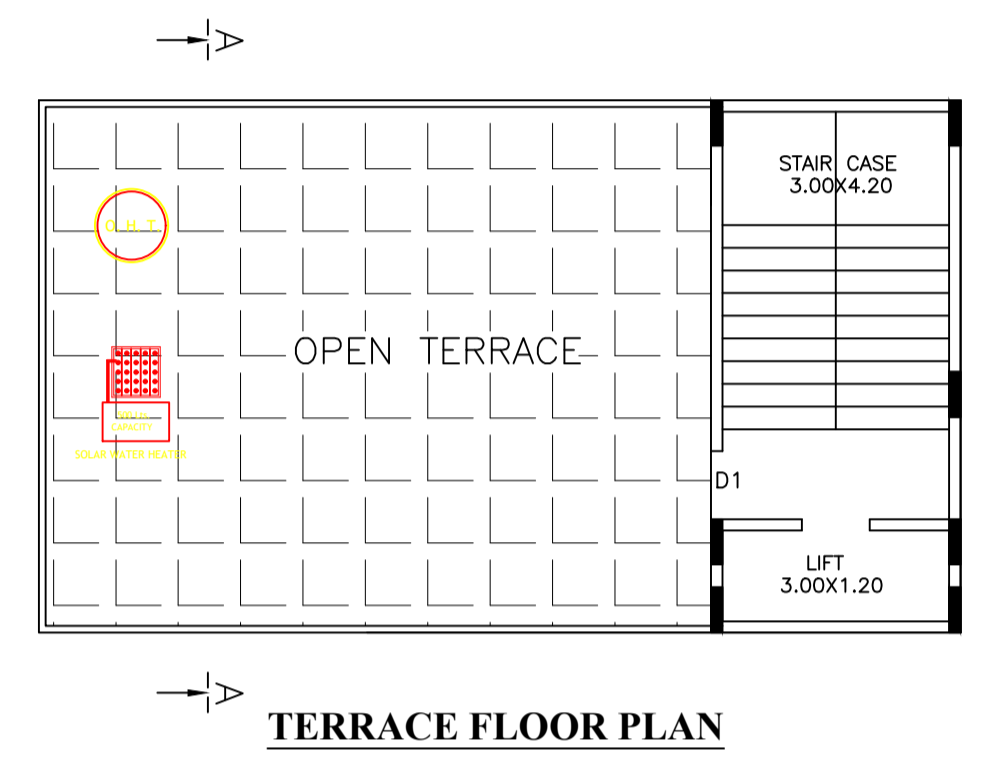 A
STAIR CASE
3.00X4.20
O. H. T.
OPEN TERRACE
CAPACITY
SOLAR WATER HEATER
D1
LIFT
3.00X1.20
A
TERRACE FLOOR PLAN